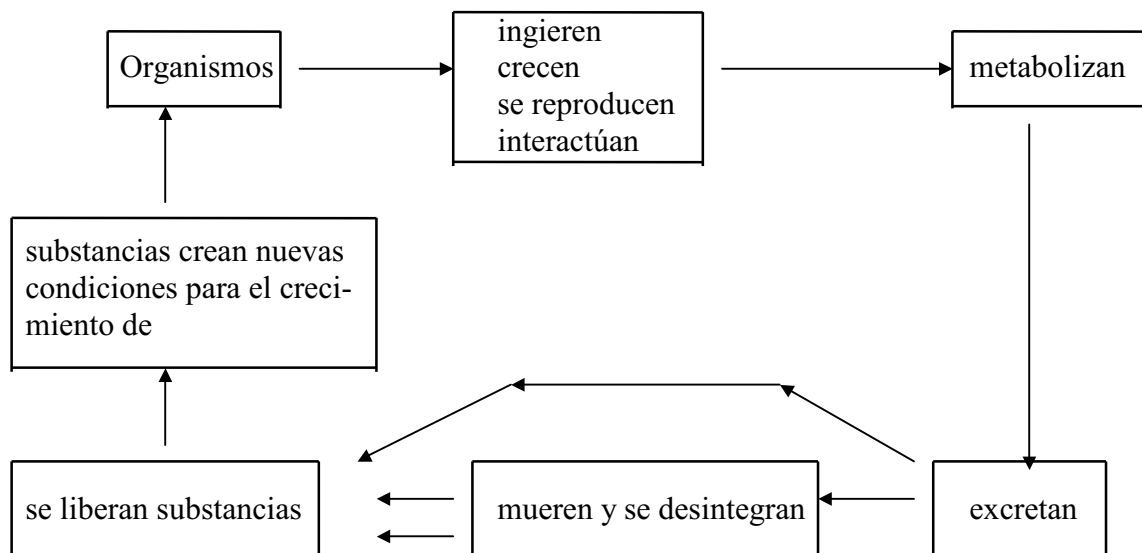 Organismos
ingieren
crecen
se reproducen
interactúan
metabolizan
substancias crean nuevas
condiciones para el creci-
miento de
se liberan substancias
mueren y se desintegran
excretan